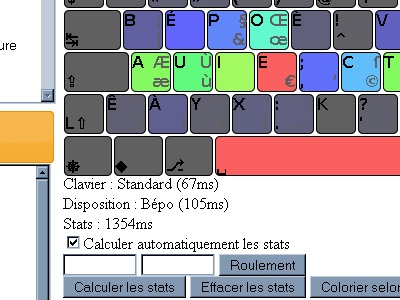 B É P § & O Œ œ È ! ^ V
ure
A Æ æ U Ù ù I E € ; , C © T
Ê À Y X : . K ? '
L⇧
Clavier : Standard (67ms)
Disposition : Bépo (105ms)
Stats : 1354ms
Calculer automatiquement les stats
Roulement
Calculer les stats Effacer les stats Colorier selon